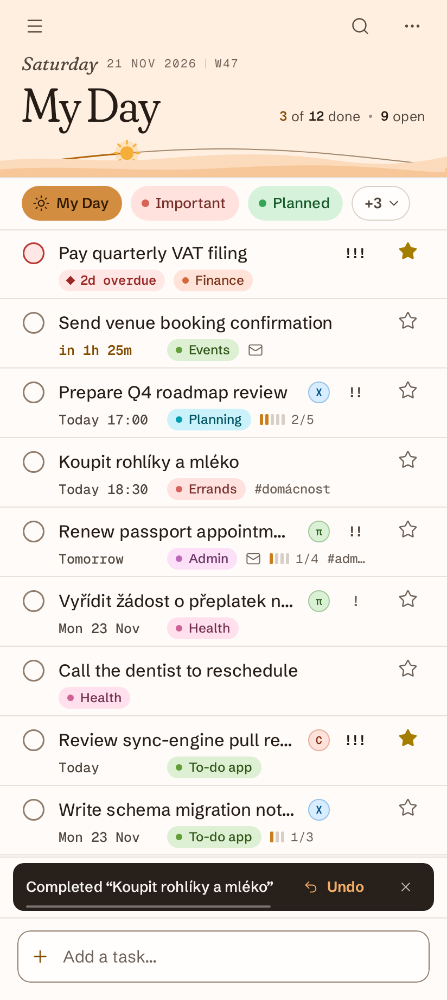 Saturday 21 NOV 2026 W47
My Day
3 of 12 done • 9 open
My Day Important Planned +3
Pay quarterly VAT filing !!!
2d overdue Finance
Send venue booking confirmation
in 1h 25m Events
Prepare Q4 roadmap review X !!
Today 17:00 Planning 2/5
Koupit rohlíky a mléko
Today 18:30 Errands #domácnost
Renew passport appointm… π !!
Tomorrow Admin 1/4 #adm…
Vyřídit žádost o přeplatek n… π !
Mon 23 Nov Health
Call the dentist to reschedule
Health
Review sync-engine pull re… C !!!
Today To-do app
Write schema migration not… X
Mon 23 Nov To-do app 1/3
Completed “Koupit rohlíky a mléko” Undo
Add a task…